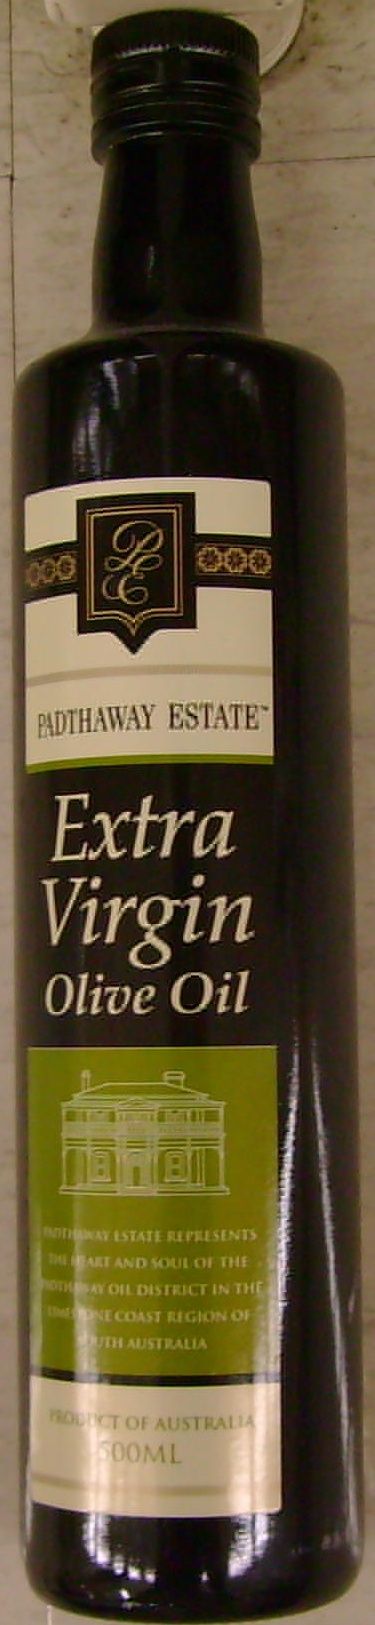 PE
PADTHAWAY ESTATE™
Extra
Virgin
Olive Oil
PADTHAWAY ESTATE REPRESENTS
THE HEART AND SOUL OF THE
PADTHAWAY OIL DISTRICT IN THE
LIMESTONE COAST REGION OF
SOUTH AUSTRALIA
PRODUCT OF AUSTRALIA
500ML